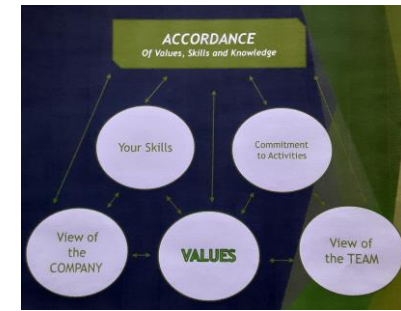 ACCORDANCE
Of Values, Skills and Knowledge
Your Skills
Commitment
to Activities
View of
the
COMPANY
VALUES
View of
the TEAM